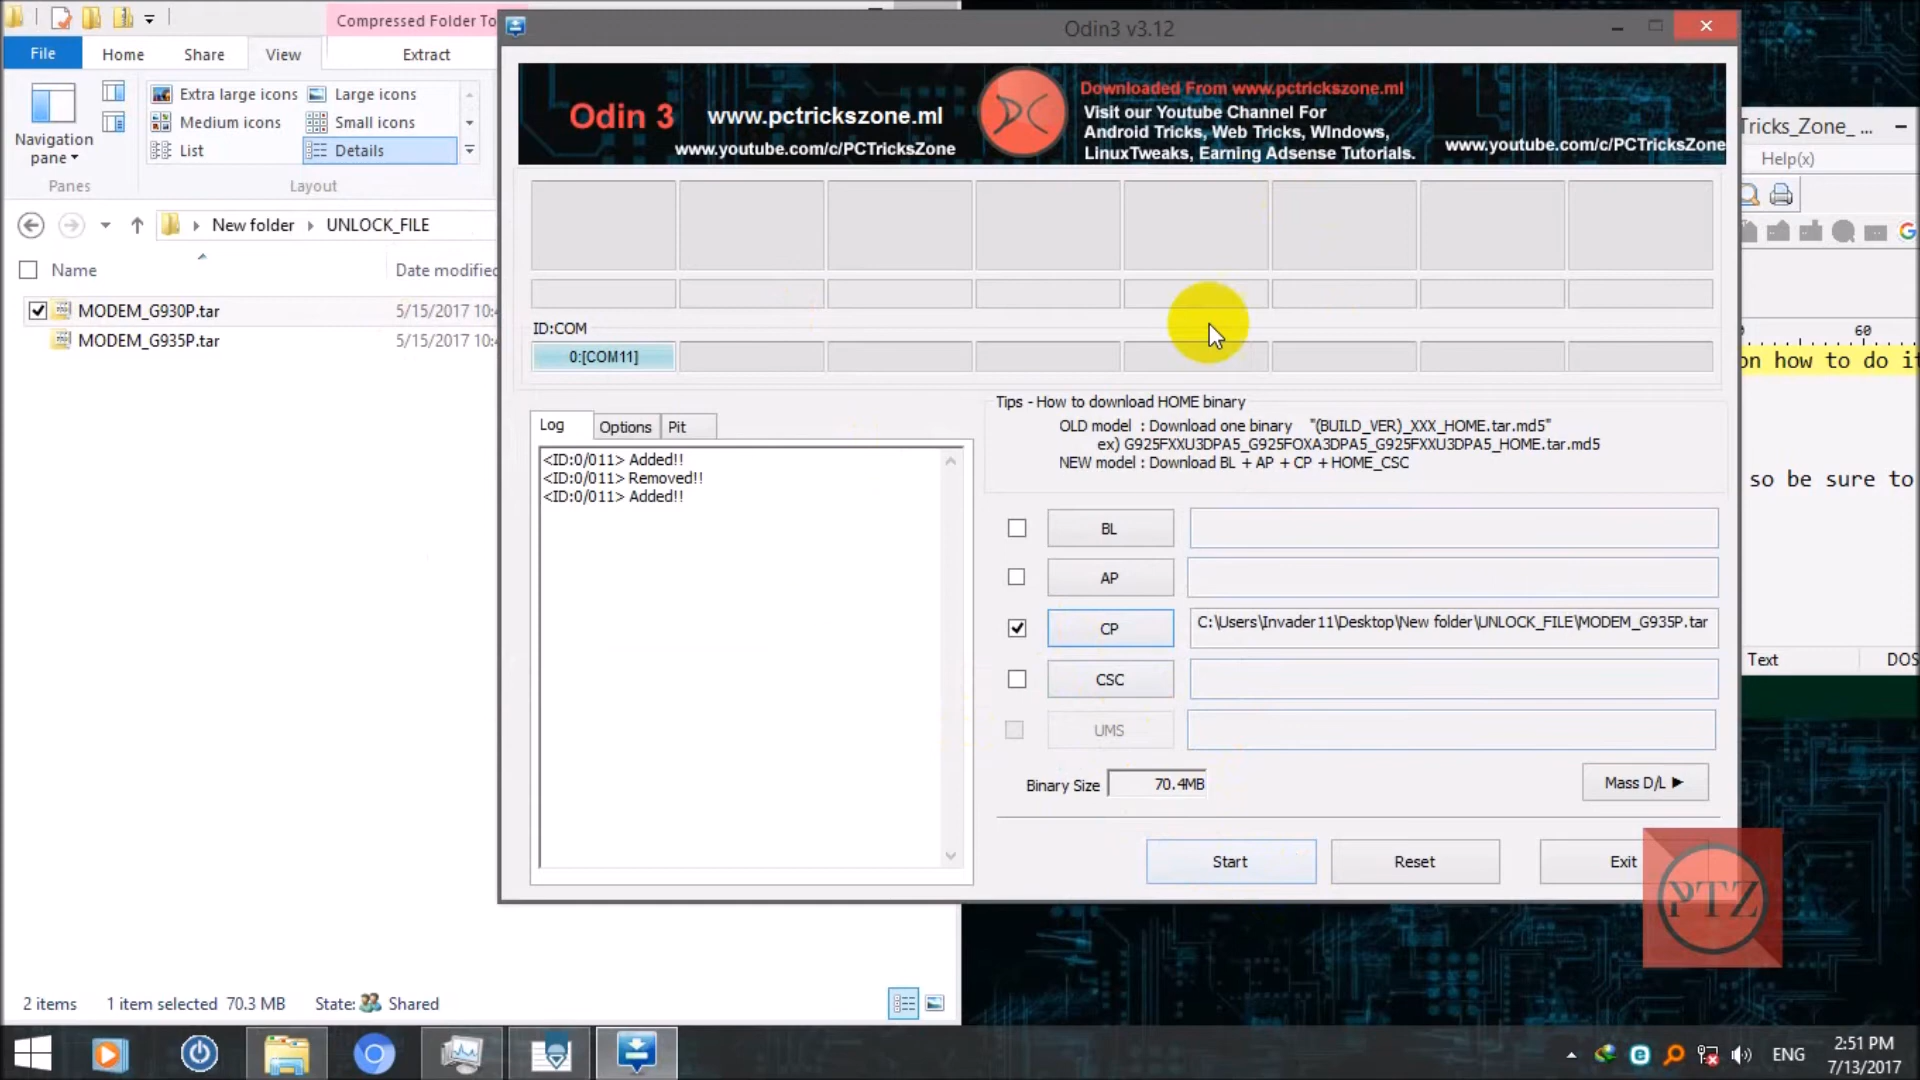 Compressed Folder To
File
Home
Share
View
Extract
Navigation
pane
Extra large icons
Large icons
Medium icons
Small icons
List
Details
Panes
Layout
New folder
UNLOCK_FILE
Name
Date modified
MODEM_G930P.tar
5/15/2017 10:4
MODEM_G935P.tar
5/15/2017 10:4
2 items
1 item selected 70.3 MB
State:
Shared
Odin3 v3.12
Odin 3
www.pctrickszone.ml
www.youtube.com/c/PCTricksZone
Downloaded From www.pctrickszone.ml
Visit our Youtube Channel For
Android Tricks, Web Tricks, WIndows,
LinuxTweaks, Earning Adsense Tutorials.
www.youtube.com/c/PCTricksZone
ID:COM
0:[COM11]
Log
Options
Pit
<ID:0/011> Added!!
<ID:0/011> Removed!!
<ID:0/011> Added!!
Tips - How to download HOME binary
OLD model : Download one binary "(BUILD_VER)_XXX_HOME.tar.md5"
ex) G925FXXU3DPA5_G925FOXA3DPA5_G925FXXU3DPA5_HOME.tar.md5
NEW model : Download BL + AP + CP + HOME_CSC
BL
AP
CP
C:\Users\Invader11\Desktop\New folder\UNLOCK_FILE\MODEM_G935P.tar
CSC
UMS
Binary Size
70.4MB
Mass D/L
Start
Reset
Exit
PTZ
Tricks_Zone_ ...
Help(x)
60
on how to do it
so be sure to
Text
DOS
ENG
2:51 PM
7/13/2017